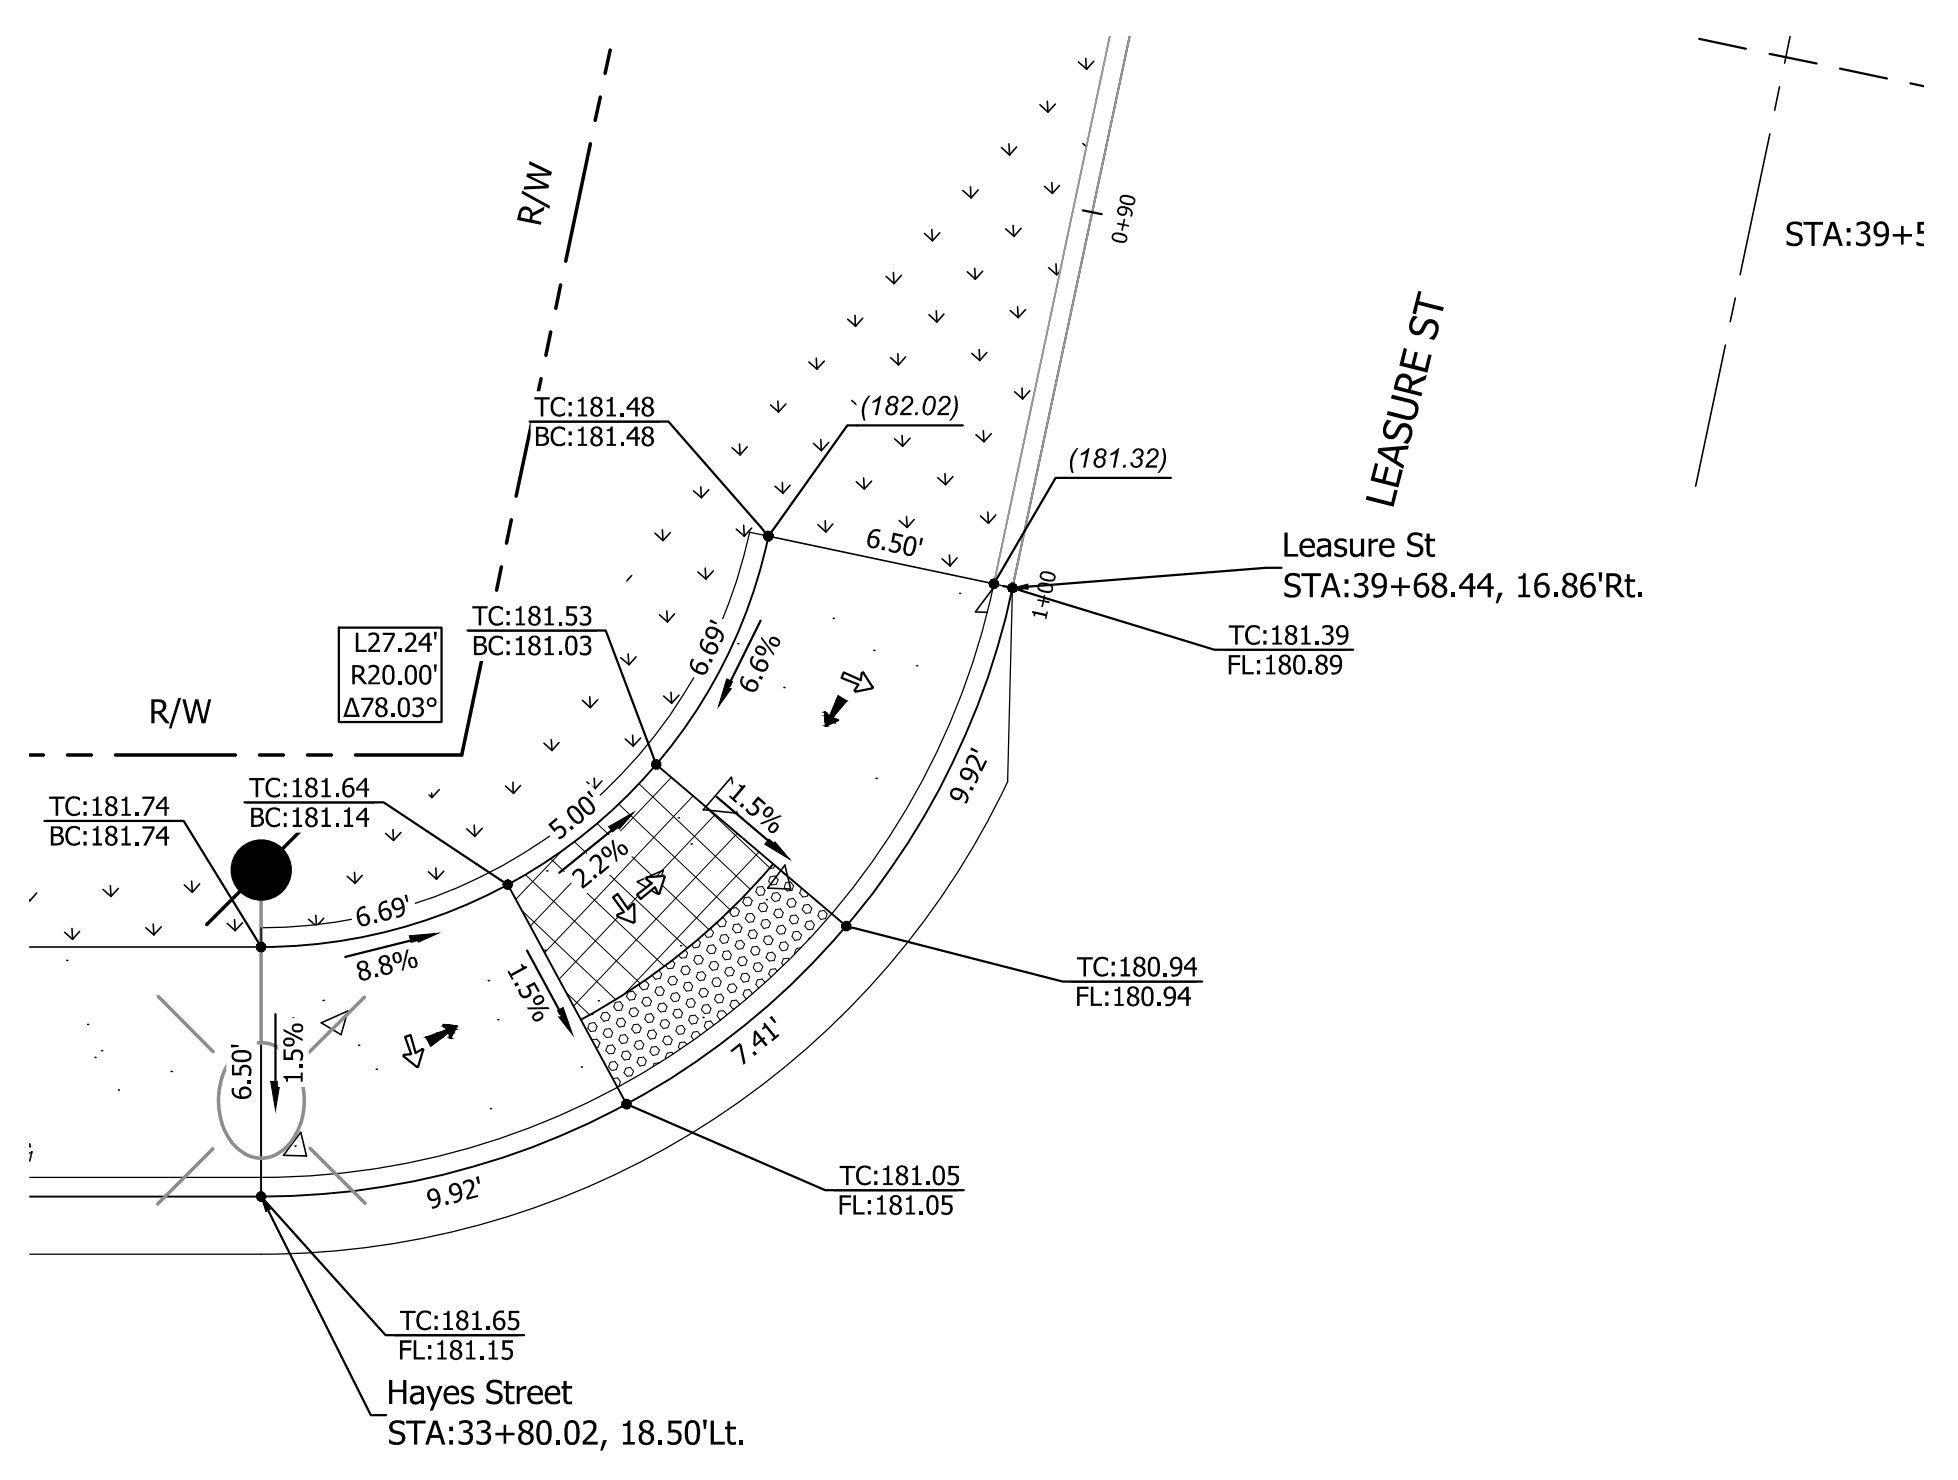 R/W
0+90
STA:39+5
LEASURE ST
TC:181.48
BC:181.48
(182.02)
(181.32)
6.50'
Leasure St
STA:39+68.44, 16.86'Rt.
1+00
TC:181.53
BC:181.03
L27.24'
R20.00'
Δ78.03°
6.69'
6.6%
TC:181.39
FL:180.89
R/W
TC:181.74
BC:181.74
TC:181.64
BC:181.14
5.00'
2.2%
1.5%
9.92'
6.69'
8.8%
1.5%
TC:180.94
FL:180.94
6.50'
1.5%
7.41'
9.92'
TC:181.05
FL:181.05
TC:181.65
FL:181.15
Hayes Street
STA:33+80.02, 18.50'Lt.